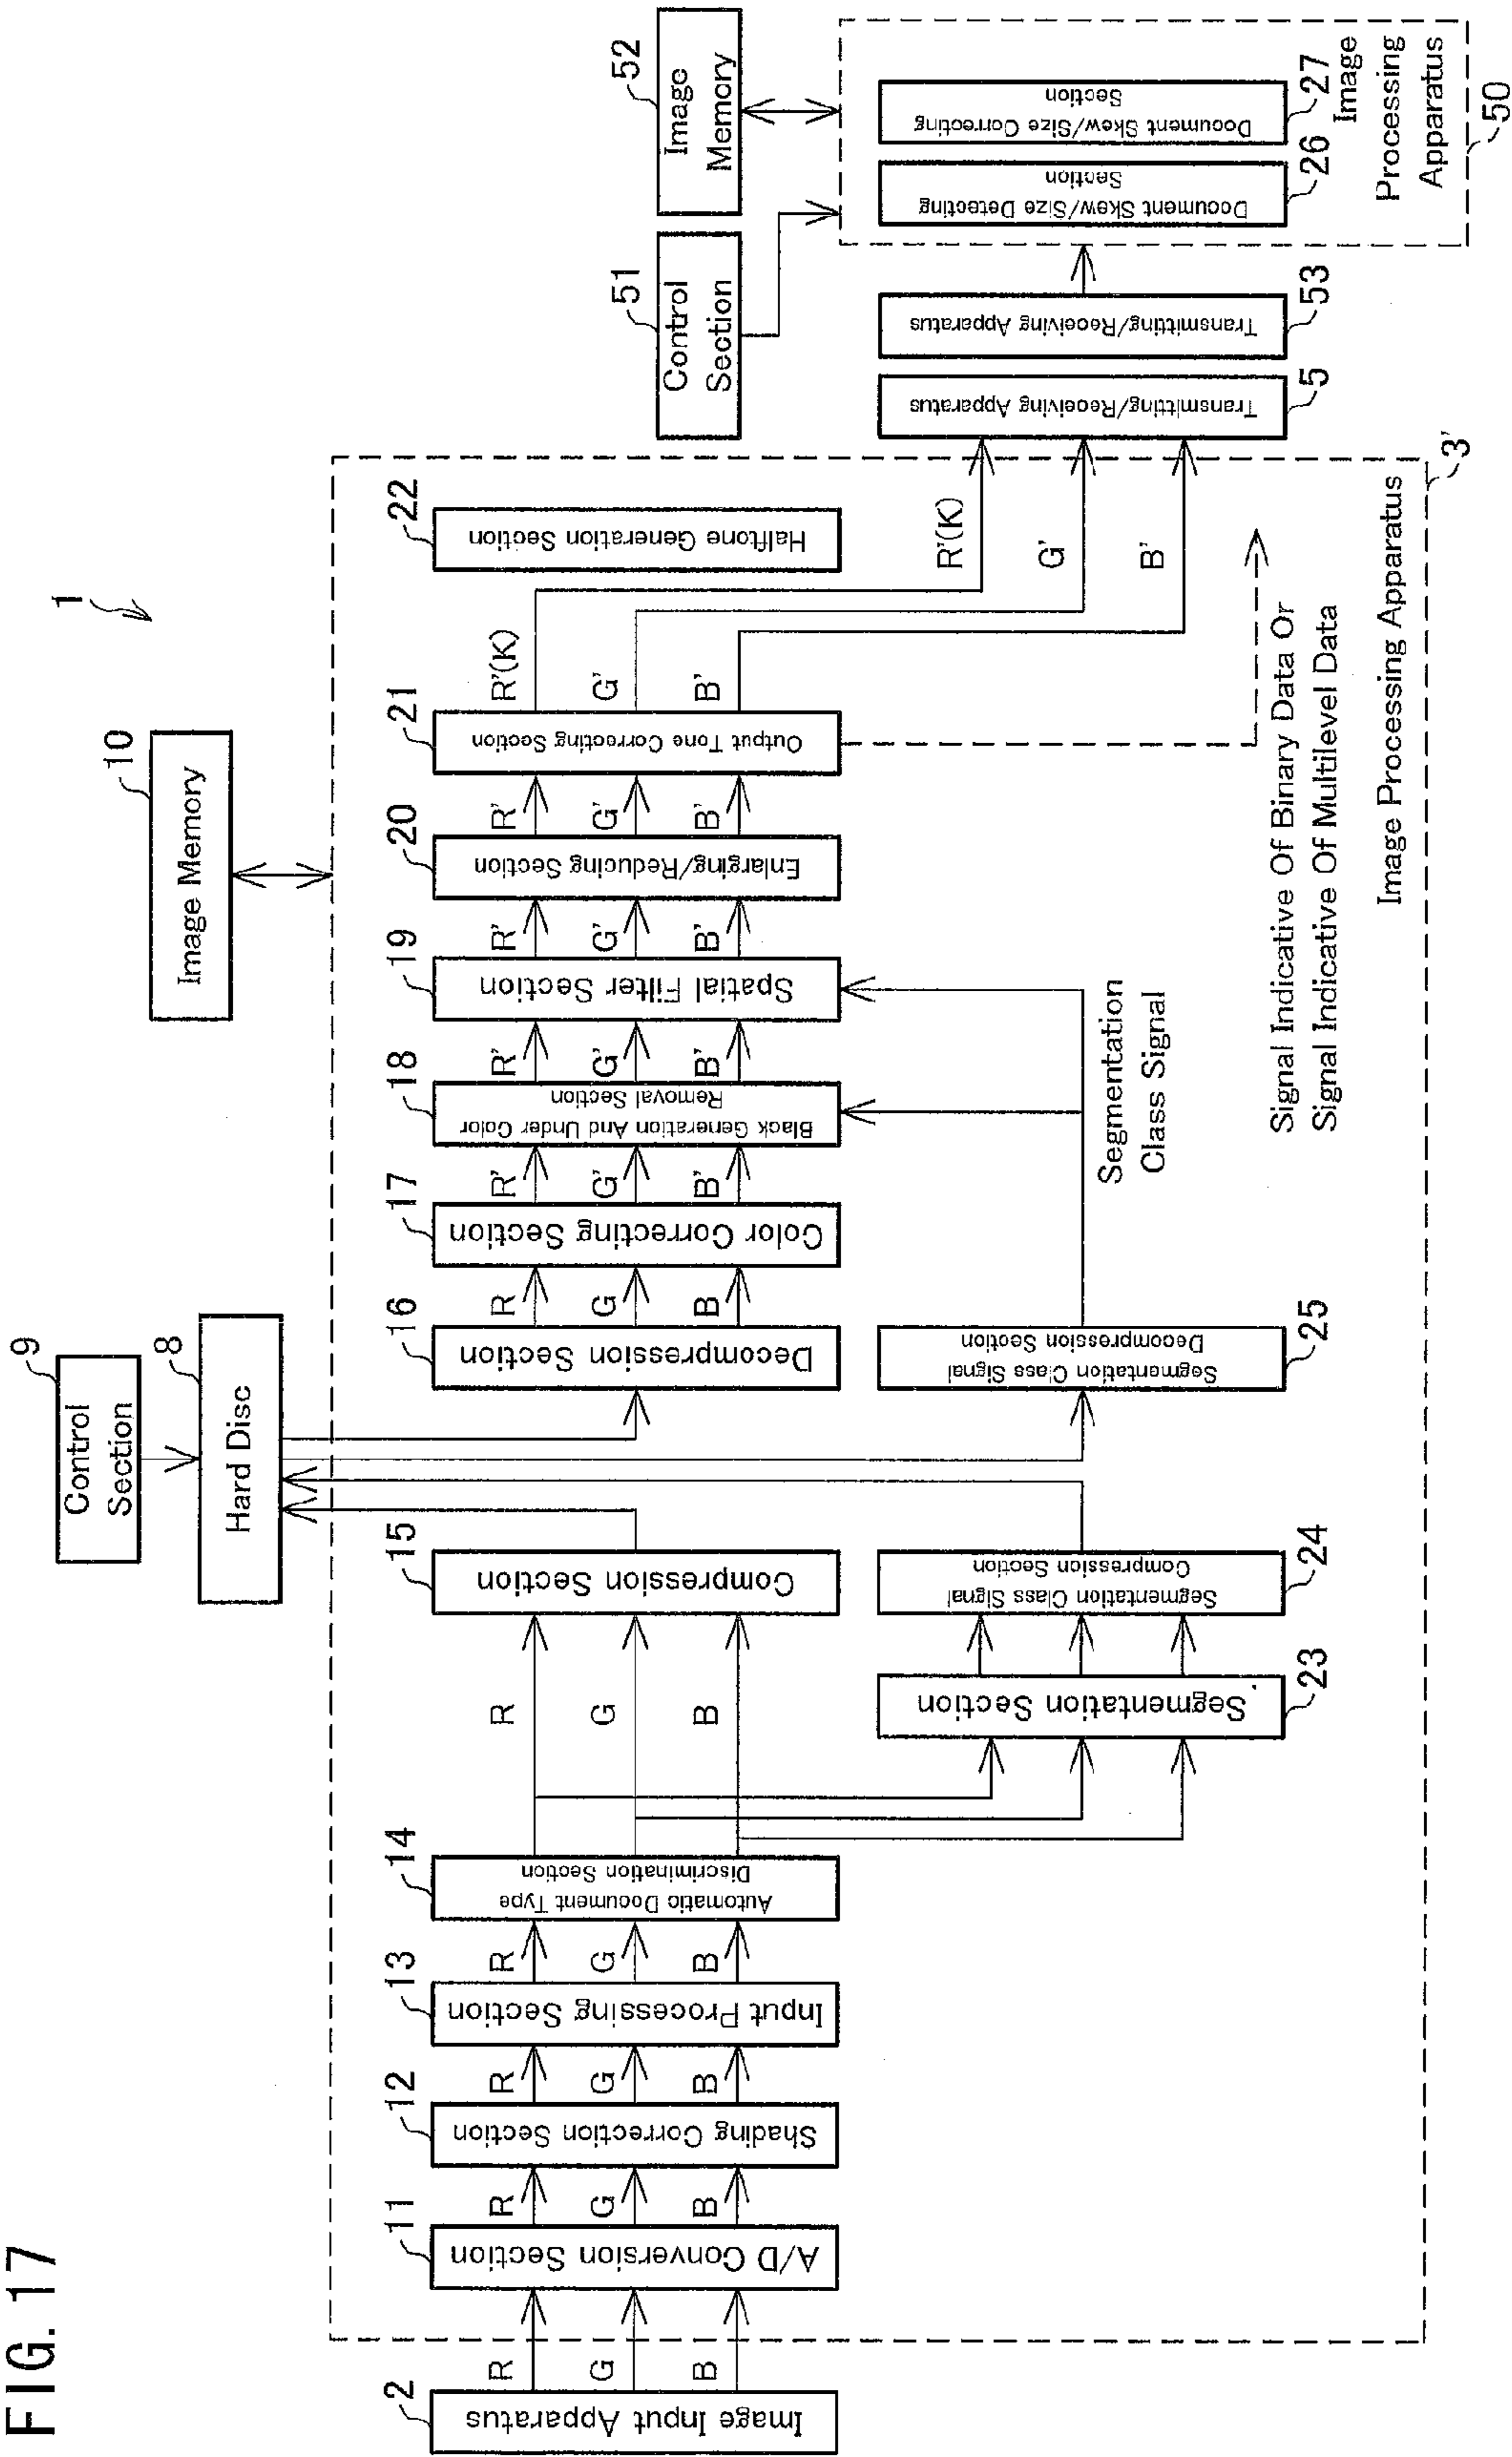 FIG. 17
1
2
Image Input Apparatus
R
G
B
11
A/D Conversion Section
R
G
B
12
Shading Correction Section
R
G
B
13
Input Processing Section
R
G
B
14
Automatic Document Type
Discrimination Section
R
G
B
15
Compression Section
23
Segmentation Section
24
Segmentation Class Signal
Compression Section
9
Control
Section
8
Hard Disc
16
Decompression Section
25
Segmentation Class Signal
Decompression Section
R
G
B
17
Color Correcting Section
R'
G'
B'
18
Black Generation And Under Color
Removal Section
R'
G'
B'
19
Spatial Filter Section
Segmentation
Class Signal
R'
G'
B'
20
Enlarging/Reducing Section
R'
G'
B'
21
Output Tone Correcting Section
10
Image Memory
R'(K)
G'
B'
22
Halftone Generation Section
R'(K)
G'
B'
Signal Indicative Of Binary Data Or
Signal Indicative Of Multilevel Data
Image Processing Apparatus
3'
5
Transmitting/Receiving Apparatus
53
Transmitting/Receiving Apparatus
51
Control
Section
52
Image
Memory
26
Document Skew/Size Detecting
Section
27
Document Skew/Size Correcting
Section
Image
Processing
Apparatus
50